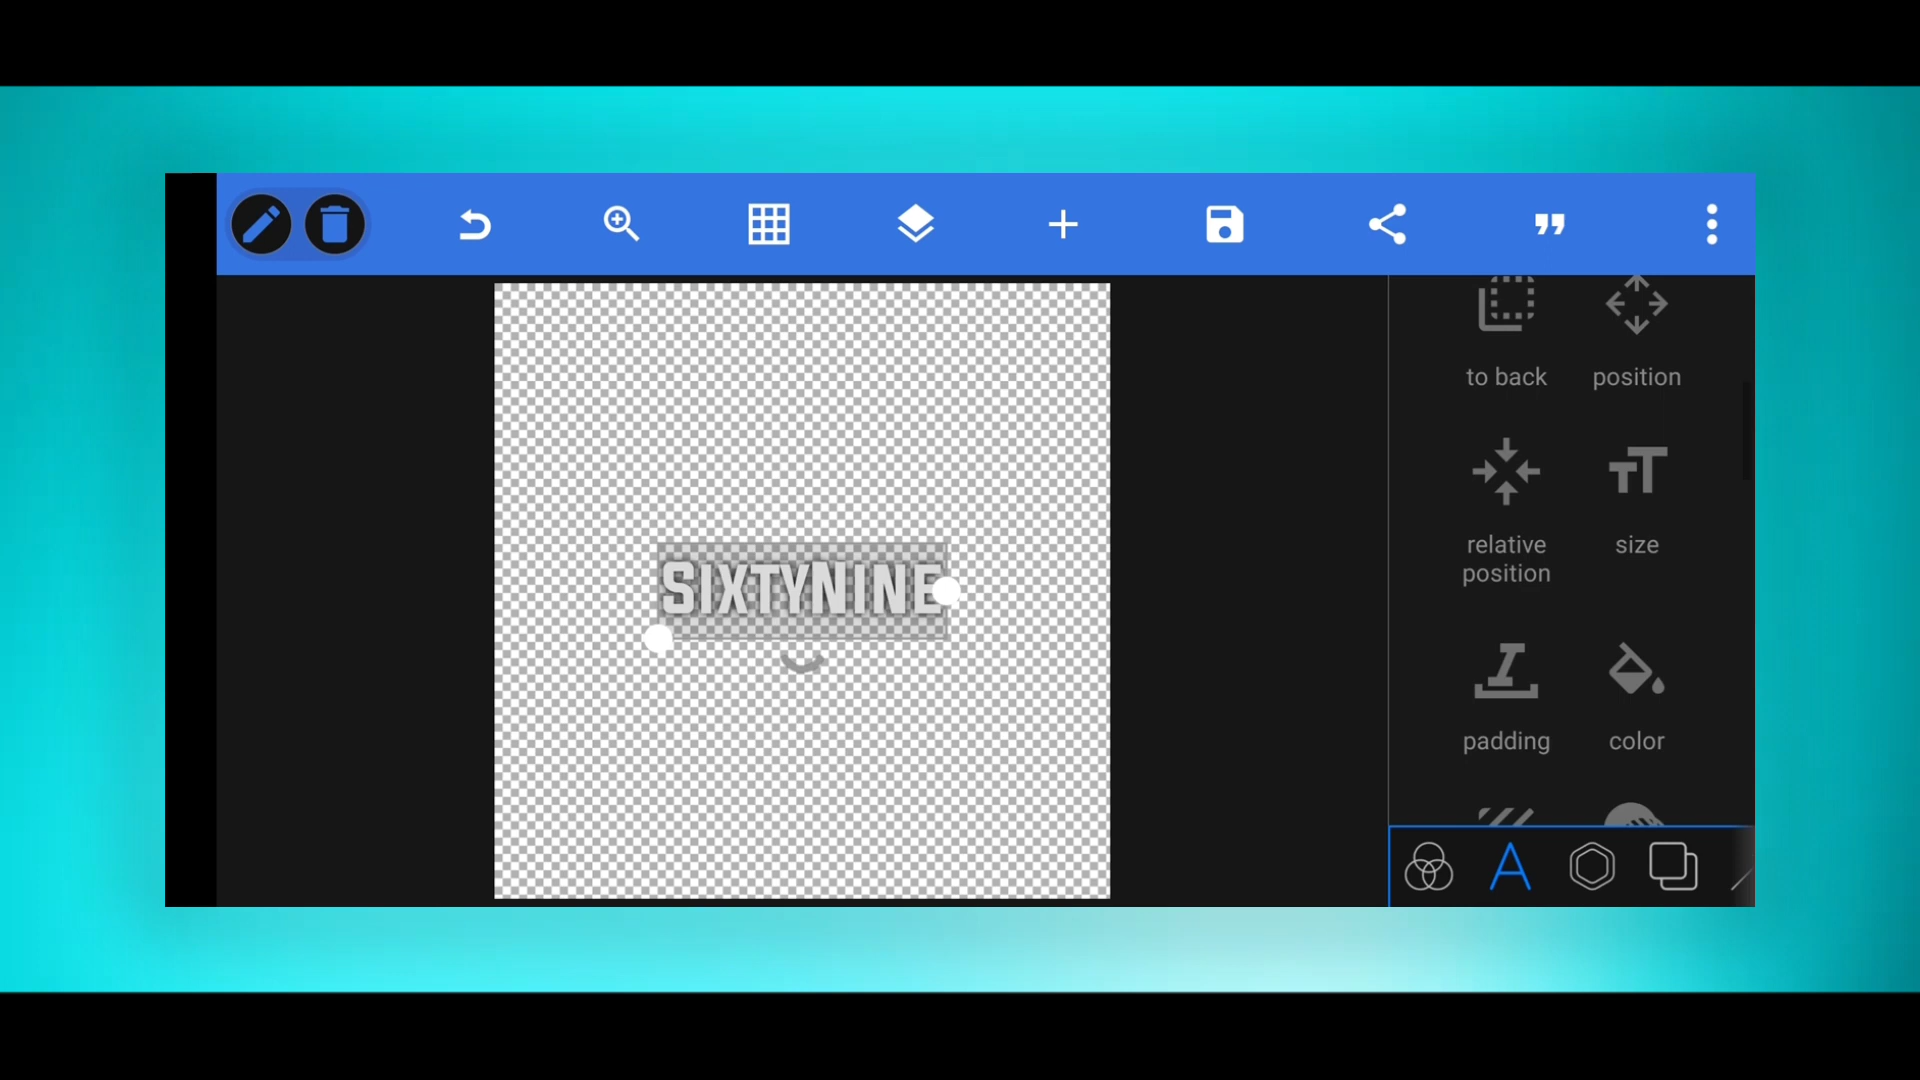 to back
position
SIXTYNINE
relative
position
size
padding
color